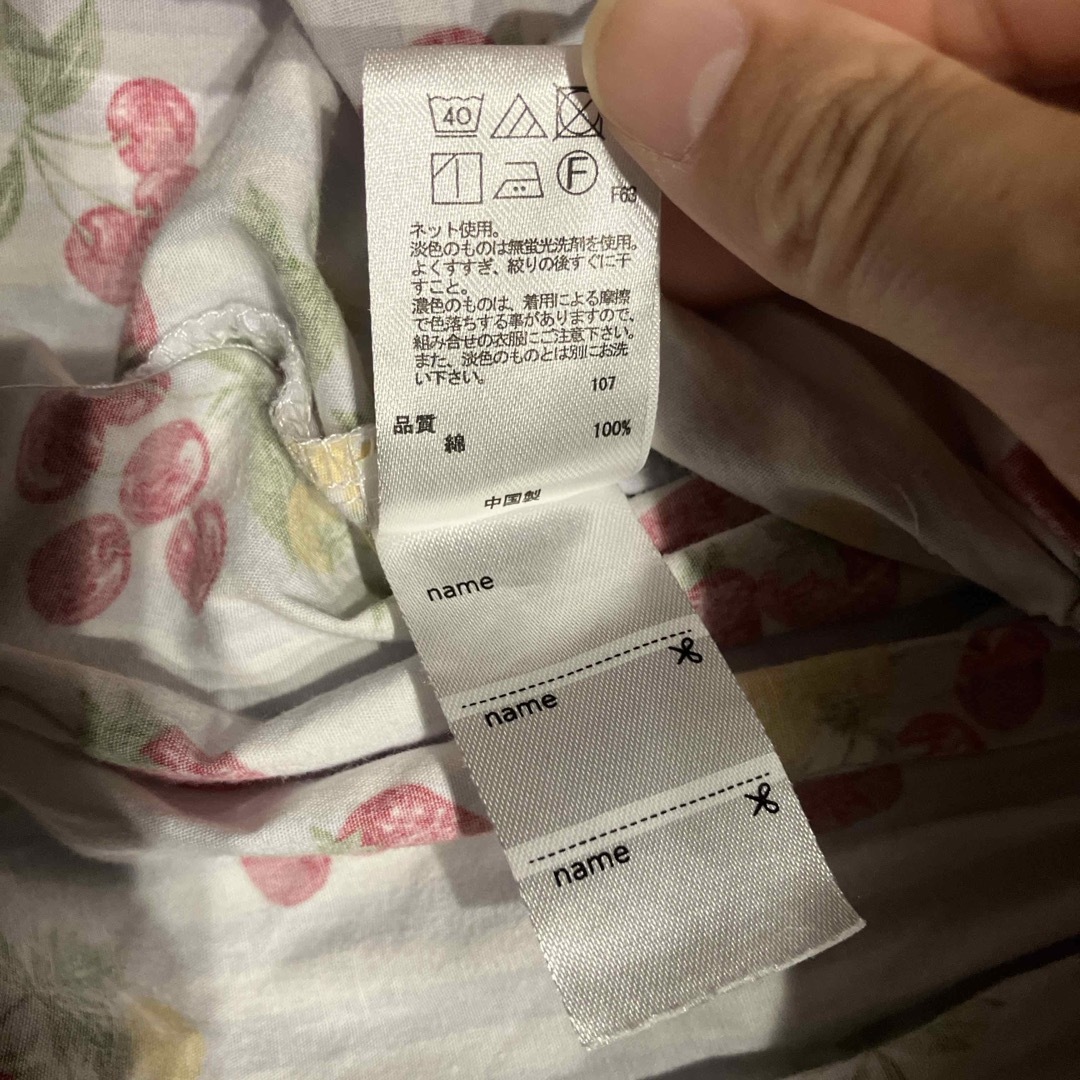 40
F
F63
ネット使用。
淡色のものは無蛍光洗剤を使用。
よくすすぎ、絞りの後すぐに干
すこと。
濃色のものは、着用による摩擦
で色落ちする事がありますので、
組み合せの衣服にご注意下さい。
また、淡色のものとは別にお洗
い下さい。
107
品質
綿 100%
中国製
name
name
name